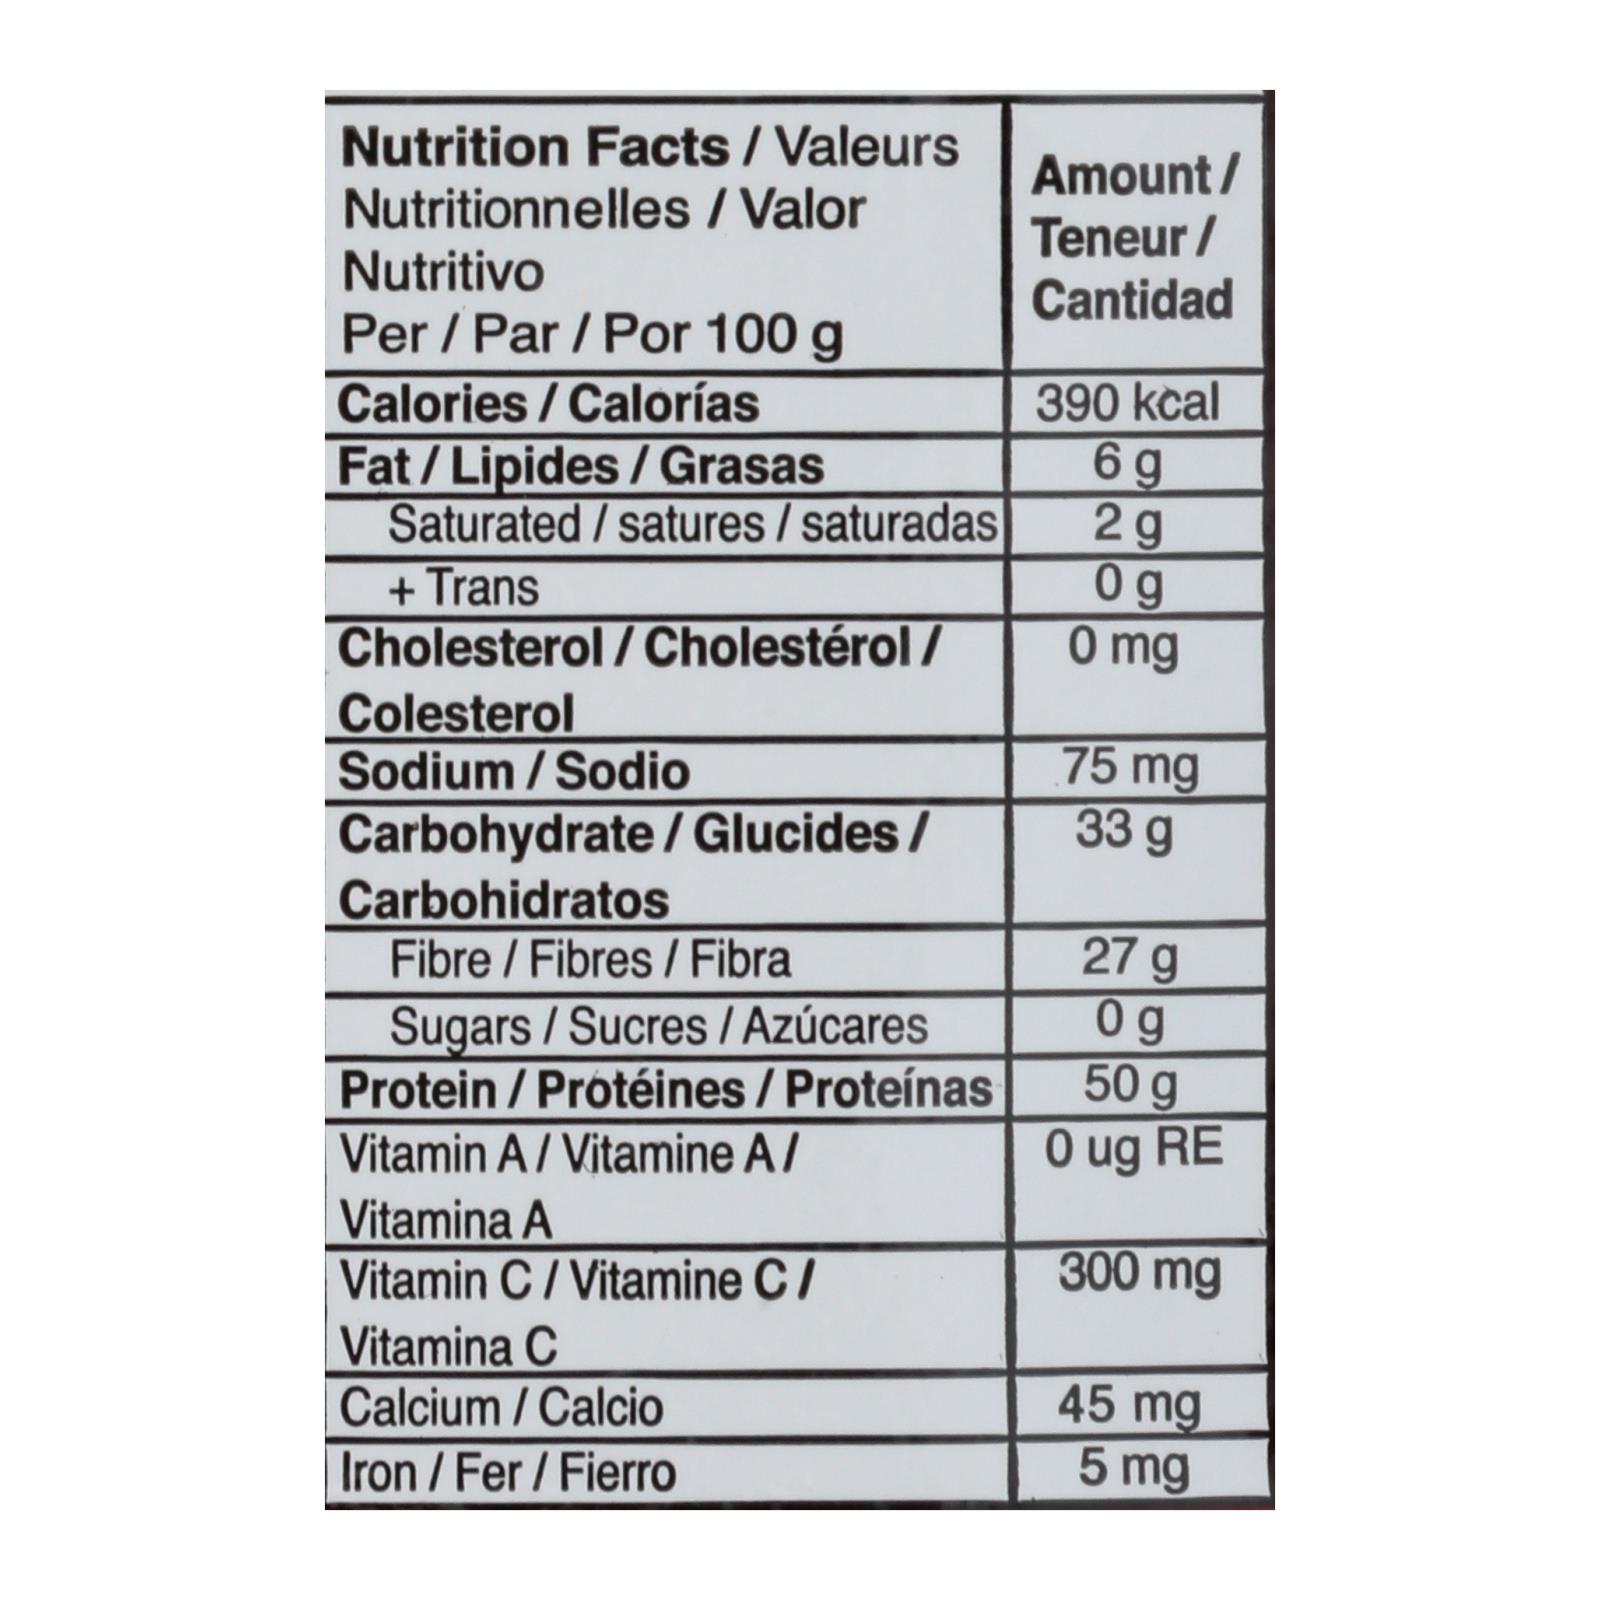 Nutrition Facts / Valeurs
Nutritionnelles / Valor
Nutritivo
Per / Par / Por 100 g
Amount /
Teneur /
Cantidad
Calories / Calorías 390 kcal
Fat / Lipides / Grasas 6 g
Saturated / satures / saturadas 2 g
+ Trans 0 g
Cholesterol / Cholestérol / 0 mg
Colesterol
Sodium / Sodio 75 mg
Carbohydrate / Glucides / 33 g
Carbohidratos
Fibre / Fibres / Fibra 27 g
Sugars / Sucres / Azúcares 0 g
Protein / Protéines / Proteínas 50 g
Vitamin A / Vitamine A / 0 ug RE
Vitamina A
Vitamin C / Vitamine C / 300 mg
Vitamina C
Calcium / Calcio 45 mg
Iron / Fer / Fierro 5 mg